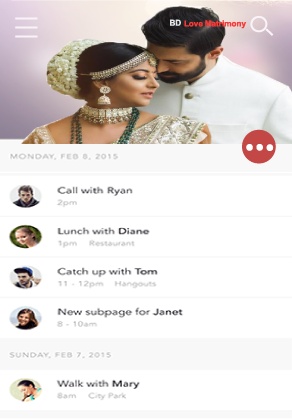 BD Love Matrimony
MONDAY, FEB 8, 2015
Call with Ryan
2pm
Lunch with Diane
1pm Restaurant
Catch up with Tom
11 - 12pm Hangouts
New subpage for Janet
8 - 10am
SUNDAY, FEB 7, 2015
Walk with Mary
8am City Park